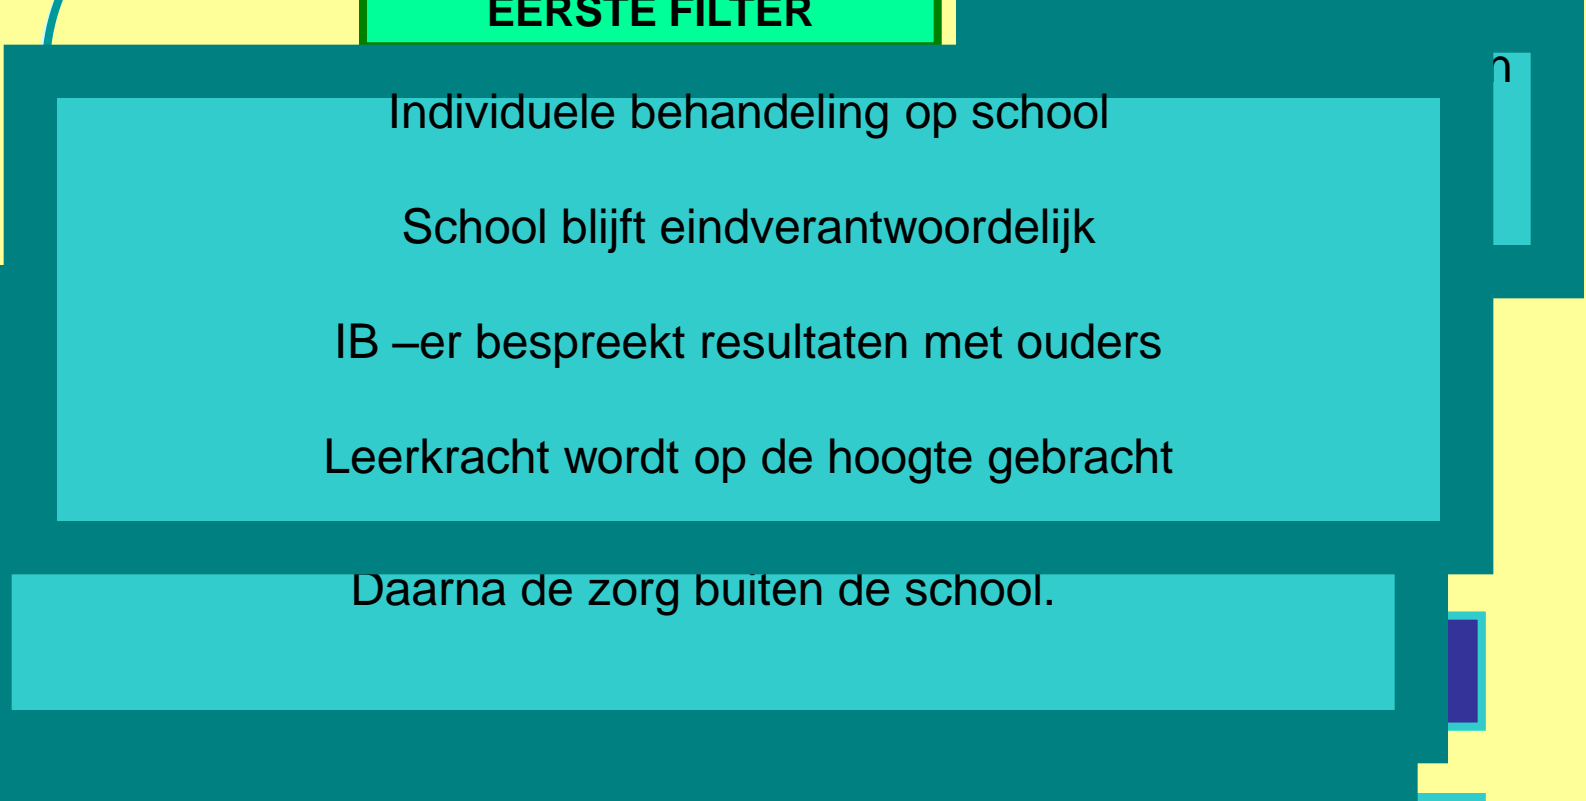 EERSTE FILTER
n
Individuele behandeling op school
School blijft eindverantwoordelijk
IB –er bespreekt resultaten met ouders
Leerkracht wordt op de hoogte gebracht
Daarna de zorg buiten de school.